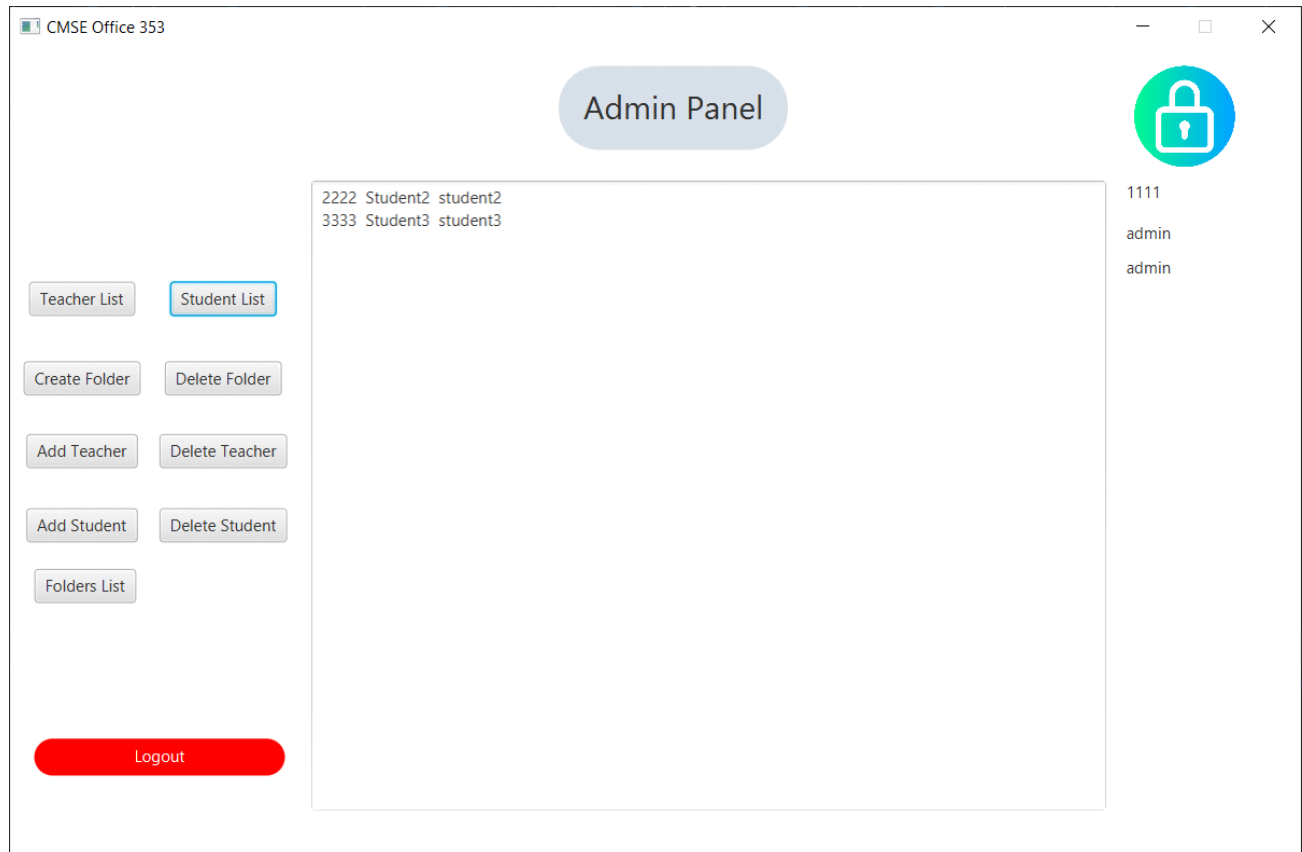 CMSE Office 353
Admin Panel
2222 Student2 student2
3333 Student3 student3
1111
admin
admin
Teacher List
Student List
Create Folder
Delete Folder
Add Teacher
Delete Teacher
Add Student
Delete Student
Folders List
Logout